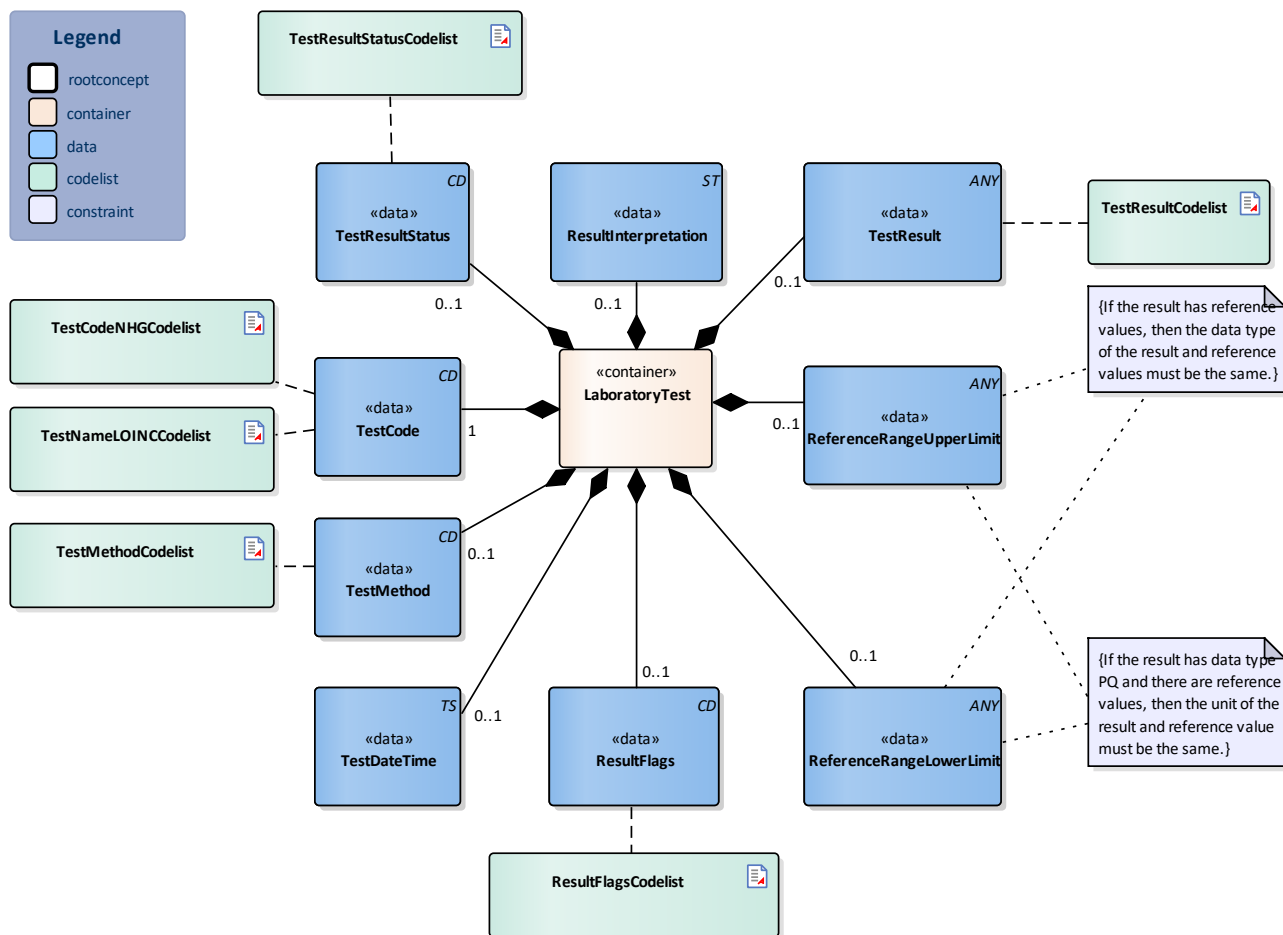 Legend
rootconcept
container
data
codelist
constraint
TestResultStatusCodelist
CD
«data»
TestResultStatus
0..1
ST
«data»
ResultInterpretation
0..1
ANY
«data»
TestResult
0..1
TestResultCodelist
TestCodeNHGCodelist
TestNameLOINCCodelist
CD
«data»
TestCode
1
«container»
LaboratoryTest
ANY
«data»
ReferenceRangeUpperLimit
0..1
{If the result has reference
values, then the data type
of the result and reference
values must be the same.}
TestMethodCodelist
CD
«data»
TestMethod
0..1
TS
«data»
TestDateTime
0..1
CD
«data»
ResultFlags
0..1
ANY
«data»
ReferenceRangeLowerLimit
0..1
{If the result has data type
PQ and there are reference
values, then the unit of the
result and reference value
must be the same.}
ResultFlagsCodelist